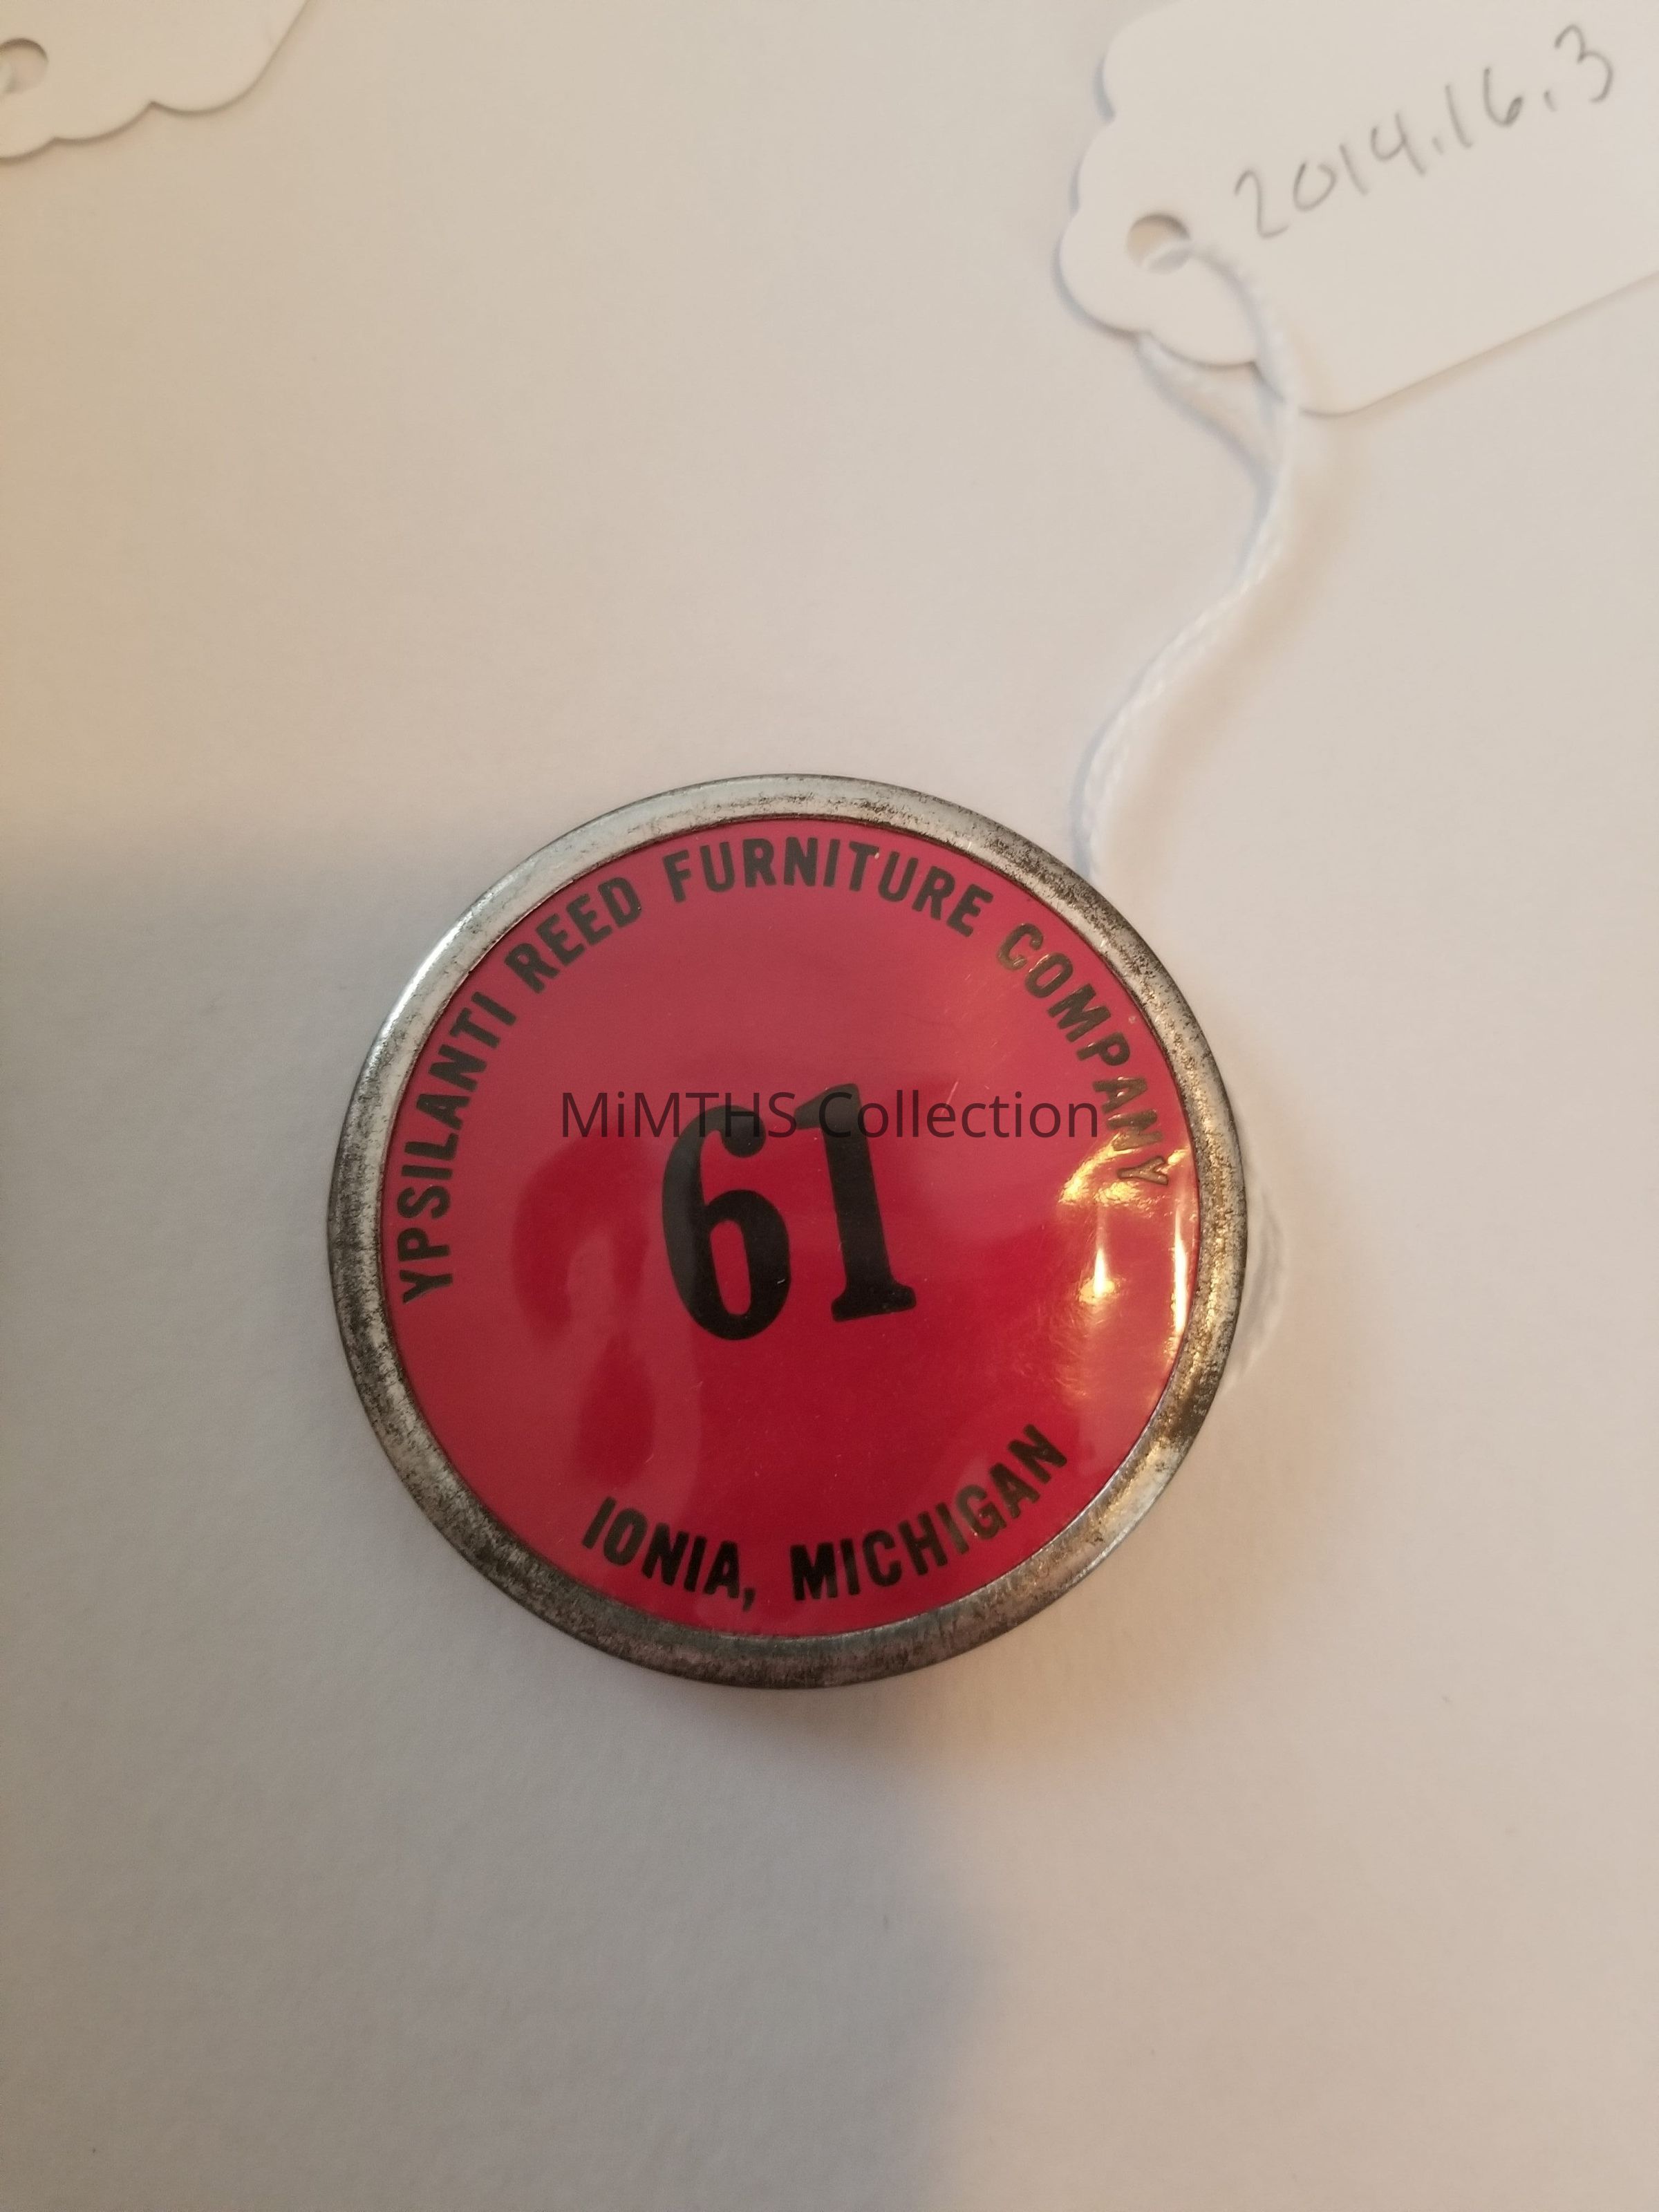 2014.16.3
YPSILANTI REED FURNITURE COMPANY
MiMTHS Collection
61
IONIA, MICHIGAN